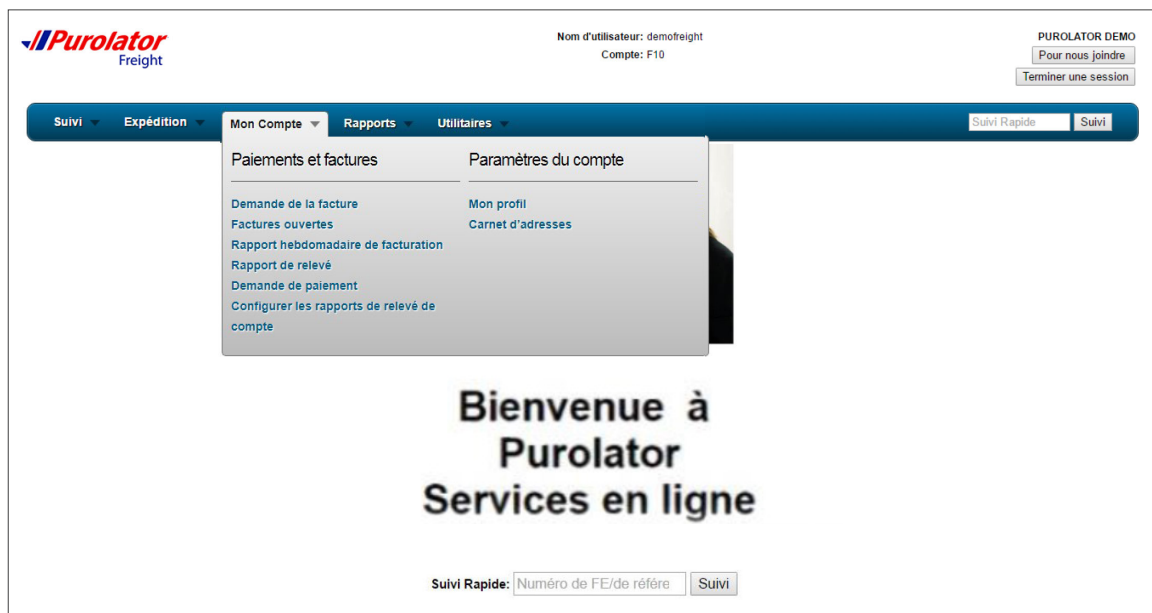 Purolator
Freight
Nom d'utilisateur: demofreight
Compte: F10
PUROLATOR DEMO
Pour nous joindre
Terminer une session
Suivi
Expédition
Mon Compte
Rapports
Utilitaires
Suivi Rapide
Suivi
Paiements et factures
Demande de la facture
Factures ouvertes
Rapport hebdomadaire de facturation
Rapport de relevé
Demande de paiement
Configurer les rapports de relevé de
compte
Paramètres du compte
Mon profil
Carnet d'adresses
Bienvenue à
Purolator
Services en ligne
Suivi Rapide: Numéro de FE/de référe Suivi